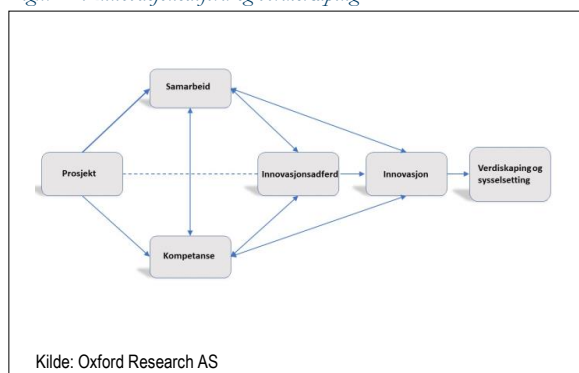 Samarbeid
Prosjekt
Innovasjonsadferd
Innovasjon
Verdiskaping og
sysselsetting
Kompetanse
Kilde: Oxford Research AS